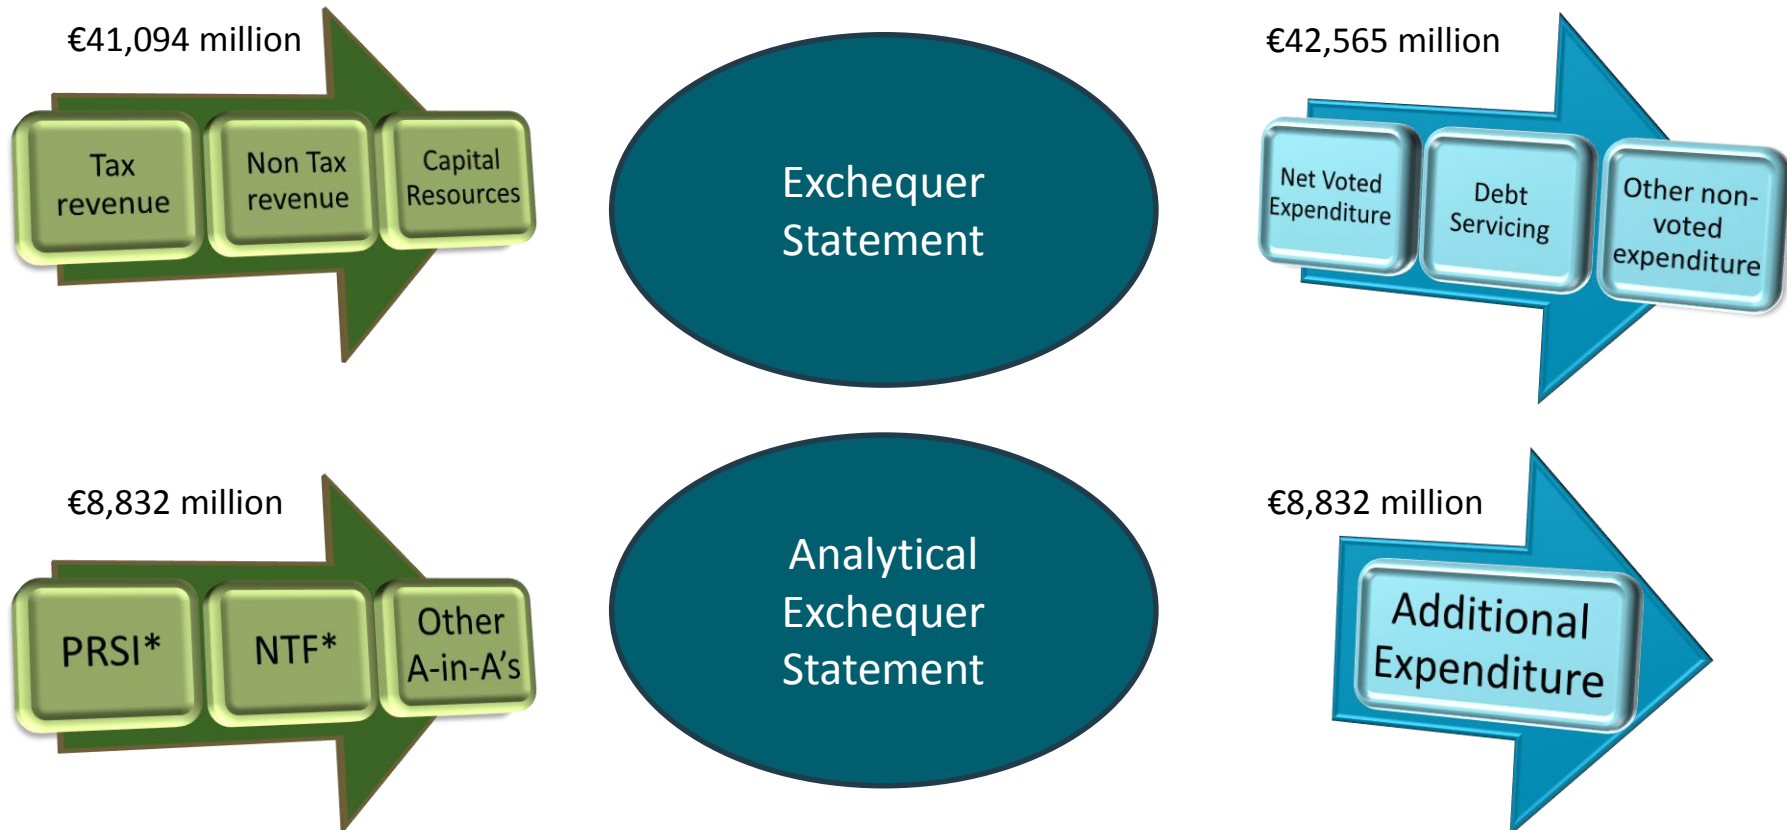 €41,094 million
Tax
revenue
Non Tax
revenue
Capital
Resources
Exchequer
Statement
€42,565 million
Net Voted
Expenditure
Debt
Servicing
Other non-
voted
expenditure
€8,832 million
PRSI*
NTF*
Other
A-in-A's
Analytical
Exchequer
Statement
€8,832 million
Additional
Expenditure